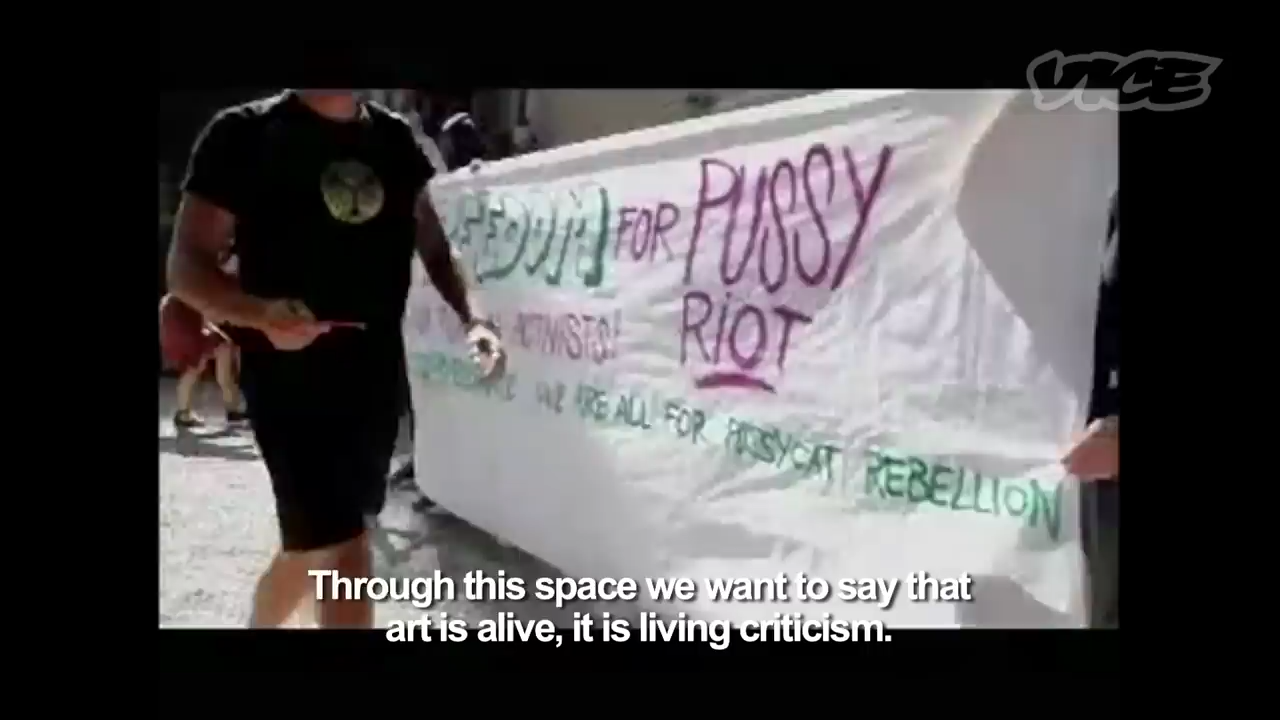 VICE
FOR PUSSY
RIOT
ACTIVISTS!
WE ARE ALL FOR PUSSYCAT REBELLION
Through this space we want to say that
art is alive, it is living criticism.